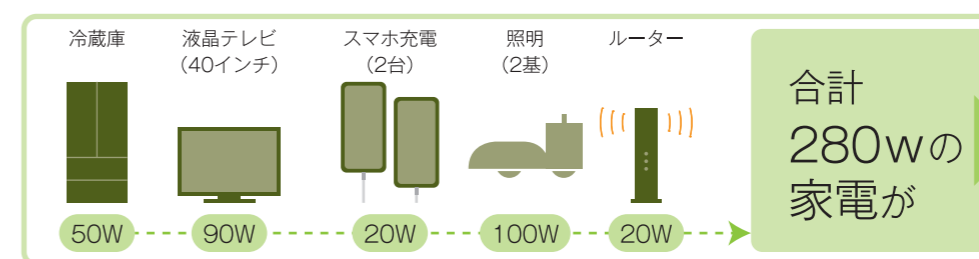 冷蔵庫
液晶テレビ
（40インチ）
スマホ充電
（2台）
照明
（2基）
ルーター
50W
90W
20W
100W
20W
合計
280Wの
家電が